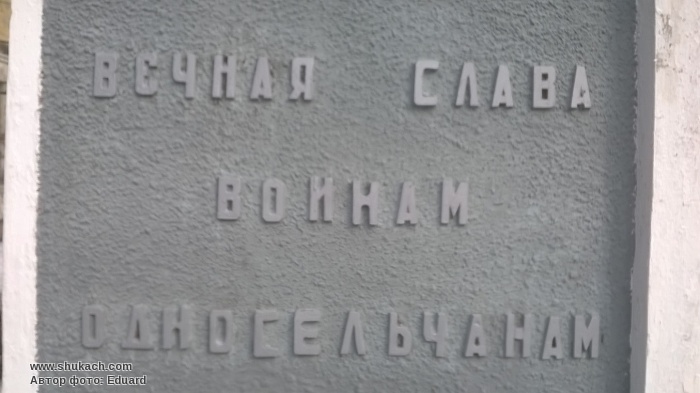 ВЕЧНАЯ СЛАВА
ВОИНАМ
ОДНОСЕЛЬЧАНАМ
www.shukach.com
Автор фото: Eduard